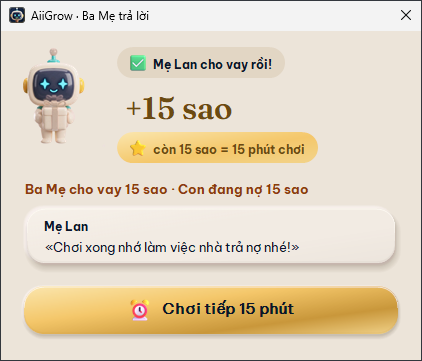 AiiGrow · Ba Mẹ trả lời
Mẹ Lan cho vay rồi!
+15 sao
còn 15 sao = 15 phút chơi
Ba Mẹ cho vay 15 sao · Con đang nợ 15 sao
Mẹ Lan
«Chơi xong nhớ làm việc nhà trả nợ nhé!»
Chơi tiếp 15 phút